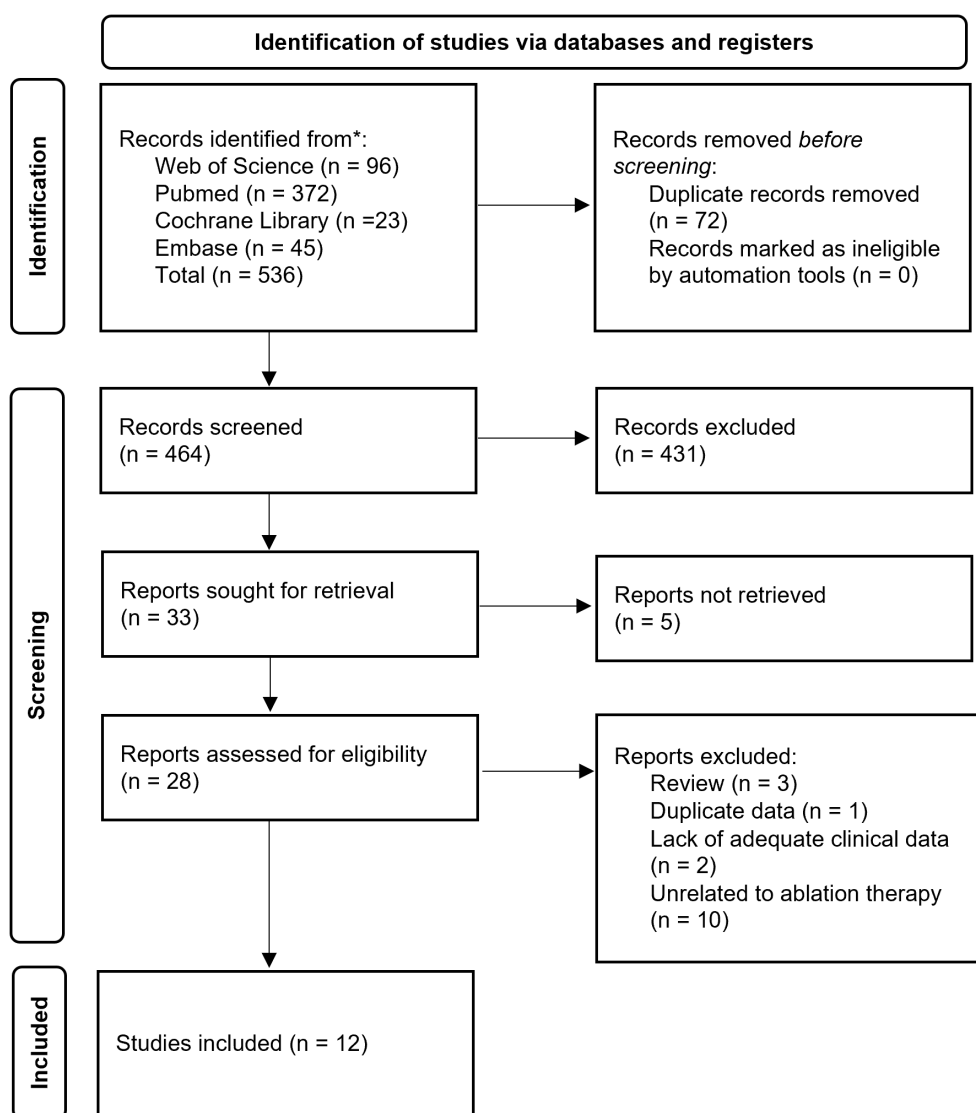 Identification of studies via databases and registers
Identification
Records identified from*:
Web of Science (n = 96)
Pubmed (n = 372)
Cochrane Library (n =23)
Embase (n = 45)
Total (n = 536)
Records removed before
screening:
Duplicate records removed
(n = 72)
Records marked as ineligible
by automation tools (n = 0)
Screening
Records screened
(n = 464)
Records excluded
(n = 431)
Reports sought for retrieval
(n = 33)
Reports not retrieved
(n = 5)
Reports assessed for eligibility
(n = 28)
Reports excluded:
Review (n = 3)
Duplicate data (n = 1)
Lack of adequate clinical data
(n = 2)
Unrelated to ablation therapy
(n = 10)
Included
Studies included (n = 12)